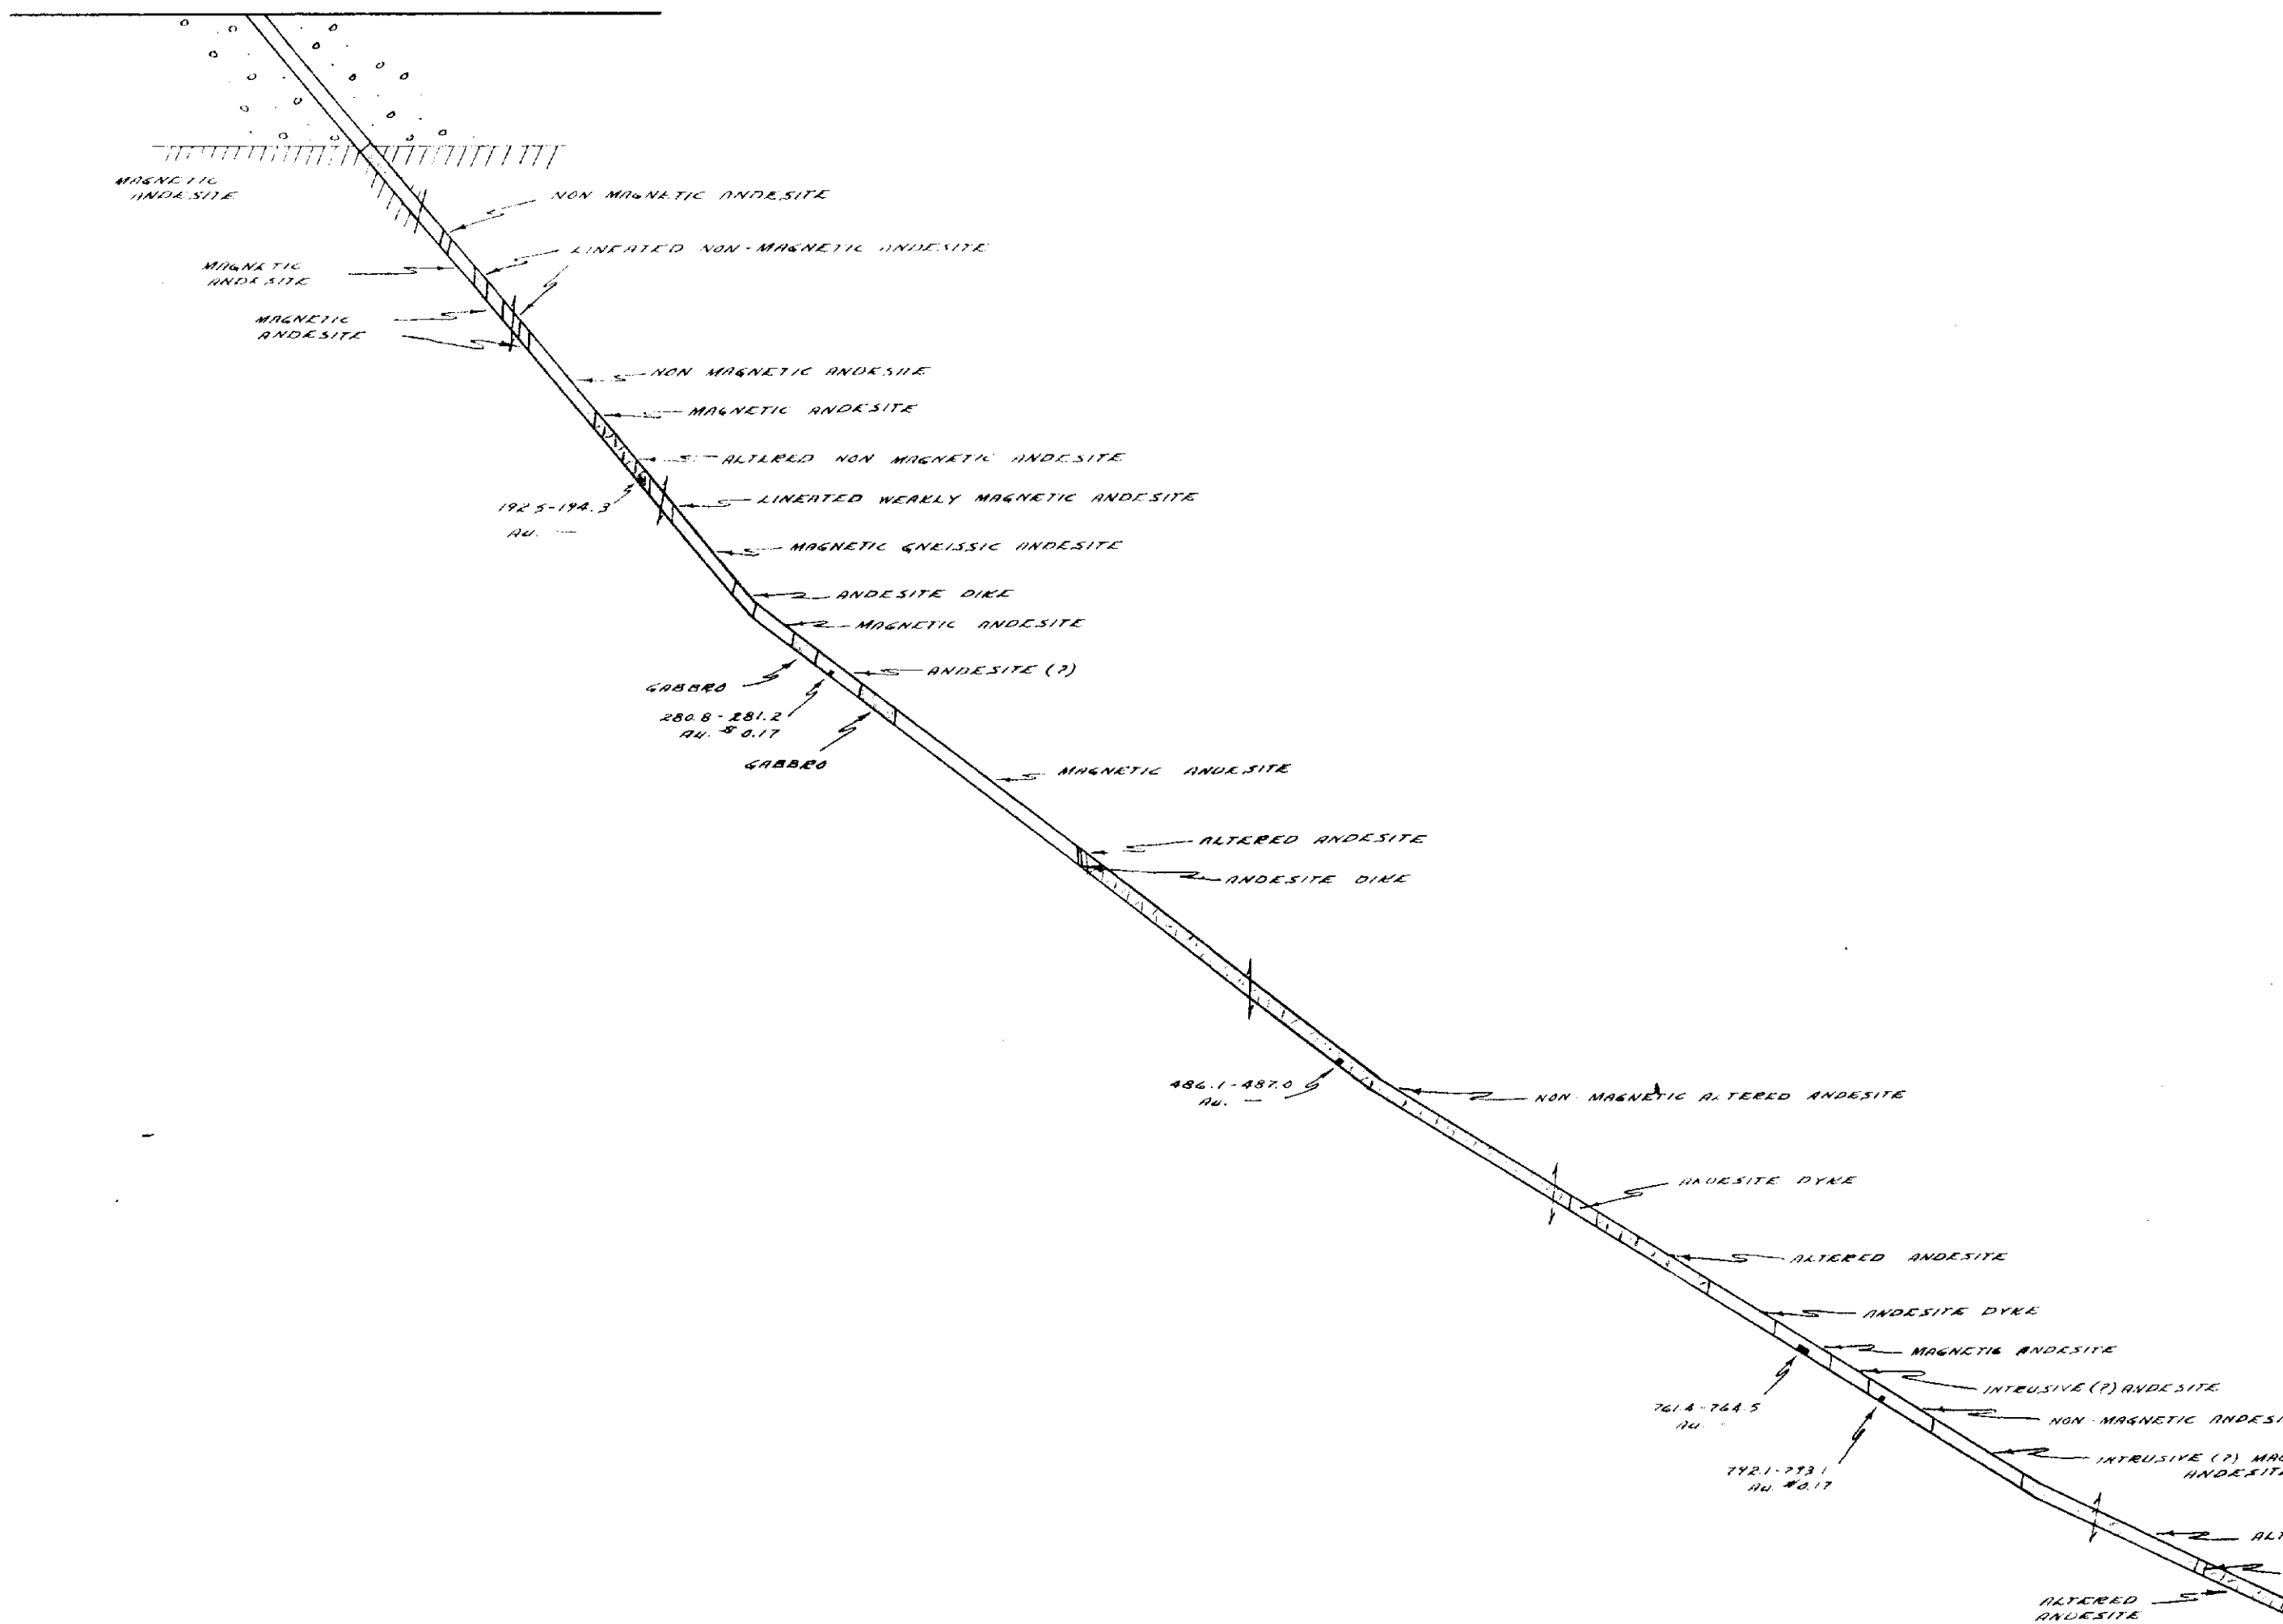 MAGNETIC
ANDESITE
NON MAGNETIC ANDESITE
LINEATED NON-MAGNETIC ANDESITE
MAGNETIC
ANDESITE
MAGNETIC
ANDESITE
NON MAGNETIC ANDESITE
MAGNETIC ANDESITE
ALTERED NON MAGNETIC ANDESITE
LINEATED WEAKLY MAGNETIC ANDESITE
192.5-194.3
Au. —
MAGNETIC GNEISSIC ANDESITE
ANDESITE DIKE
MAGNETIC ANDESITE
ANDESITE (?)
GABBRO
280.8-281.2
Au. $0.17
GABBRO
MAGNETIC ANDESITE
ALTERED ANDESITE
ANDESITE DIKE
486.1-487.0
Au. —
NON-MAGNETIC ALTERED ANDESITE
ANDESITE DYKE
ALTERED ANDESITE
ANDESITE DYKE
MAGNETIC ANDESITE
INTRUSIVE (?) ANDESITE
761.4-764.5
Au. -
NON-MAGNETIC ANDESI
INTRUSIVE (?) MAG
ANDESITE
792.1-793.1
Au. $0.17
ALT
ALTERED
ANDESITE